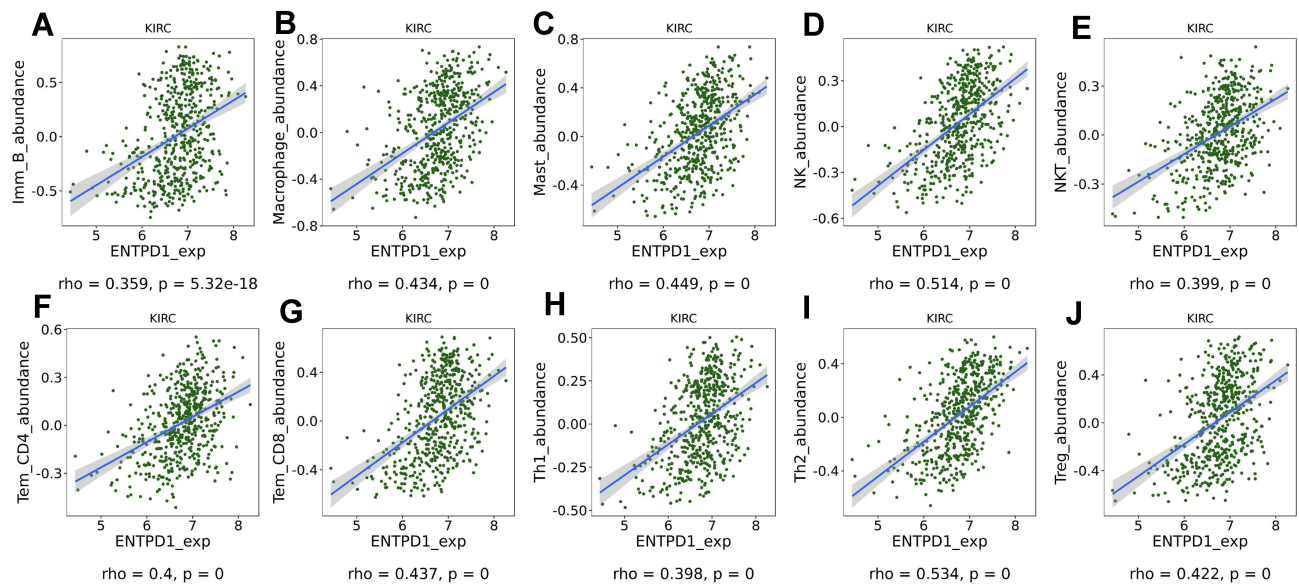 A
KIRC
Imm_B_abundance
0.5
0.0
-0.5
5 6 7 8
ENTPD1_exp
rho = 0.359, p = 5.32e-18
B
KIRC
Macrophage_abundance
0.8
0.4
0.0
-0.4
-0.8
5 6 7 8
ENTPD1_exp
rho = 0.434, p = 0
C
KIRC
Mast_abundance
0.8
0.4
0.0
-0.4
5 6 7 8
ENTPD1_exp
rho = 0.449, p = 0
D
KIRC
NK_abundance
0.3
0.0
-0.3
-0.6
5 6 7 8
ENTPD1_exp
rho = 0.514, p = 0
E
KIRC
NKT_abundance
0.3
0.0
-0.3
5 6 7 8
ENTPD1_exp
rho = 0.399, p = 0
F
KIRC
Tem_CD4_abundance
0.6
0.3
0.0
-0.3
5 6 7 8
ENTPD1_exp
rho = 0.4, p = 0
G
KIRC
Tem_CD8_abundance
0.4
0.0
-0.4
5 6 7 8
ENTPD1_exp
rho = 0.437, p = 0
H
KIRC
Th1_abundance
0.50
0.25
0.00
-0.25
-0.50
5 6 7 8
ENTPD1_exp
rho = 0.398, p = 0
I
KIRC
Th2_abundance
0.4
0.0
-0.4
5 6 7 8
ENTPD1_exp
rho = 0.534, p = 0
J
KIRC
Treg_abundance
0.4
0.0
-0.4
5 6 7 8
ENTPD1_exp
rho = 0.422, p = 0